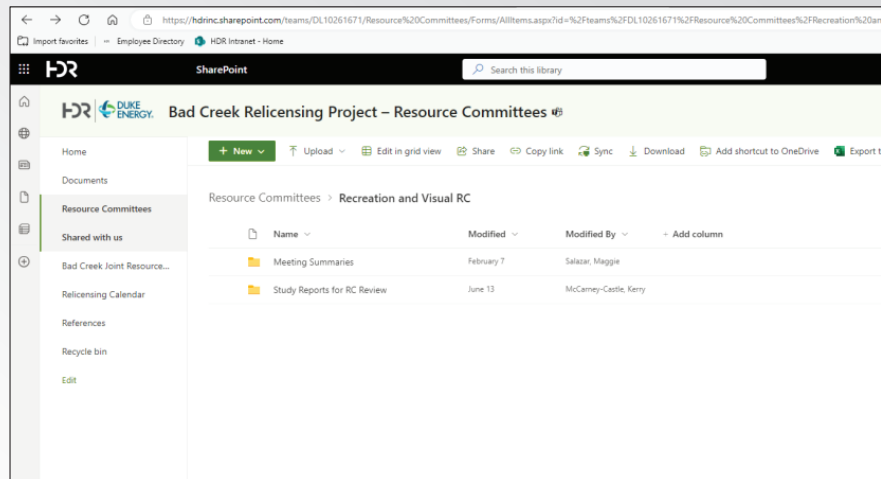 https://hdrinc.sharepoint.com/teams/DL10261671/Resource%20Committees/Forms/AllItems.aspx?id=%2Fteams%2FDL10261671%2FResource%20Committees%2FRecreation%20an
Import favorites Employee Directory HDR Intranet - Home
HDR SharePoint Search this library
HDR DUKE ENERGY. Bad Creek Relicensing Project – Resource Committees
Home
Documents
Resource Committees
Shared with us
Bad Creek Joint Resource...
Relicensing Calendar
References
Recycle bin
Edit
+ New Upload Edit in grid view Share Copy link Sync Download Add shortcut to OneDrive Export t
Resource Committees > Recreation and Visual RC
Name Modified Modified By + Add column
Meeting Summaries February 7 Salazar, Maggie
Study Reports for RC Review June 13 McCarney-Castle, Kerry